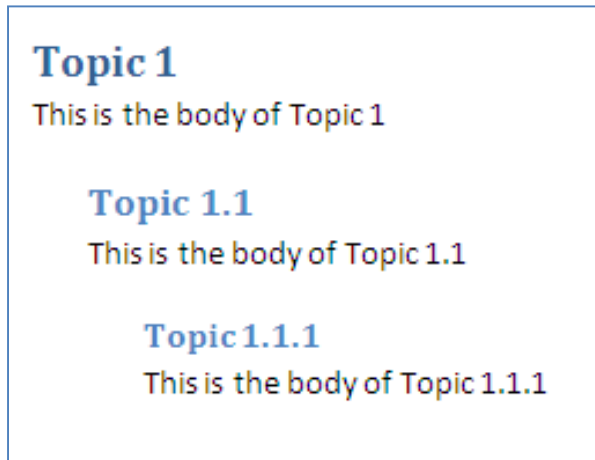 Topic 1
This is the body of Topic 1
Topic 1.1
This is the body of Topic 1.1
Topic 1.1.1
This is the body of Topic 1.1.1